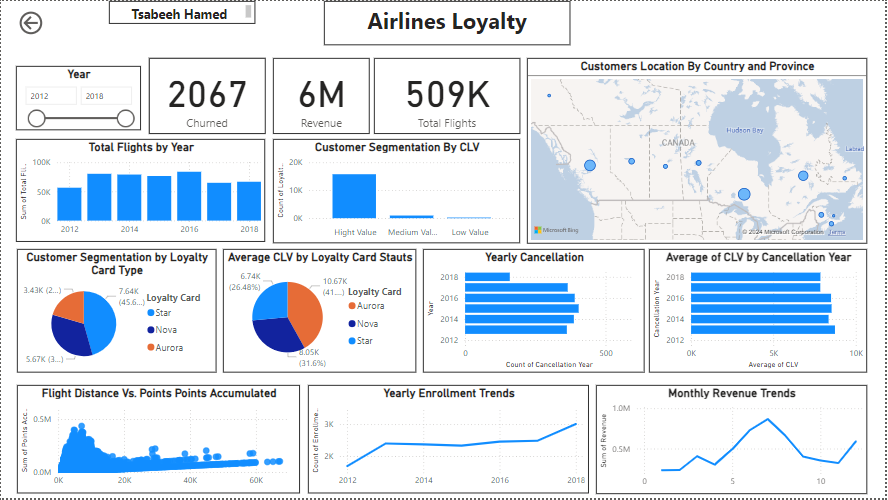 Tsabeeh Hamed
Airlines Loyalty
Year
2012
2018
2067
Churned
6M
Revenue
509K
Total Flights
Customers Location By Country and Province
CANADA
Hudson Bay
Labrad
Microsoft Bing
© 2024 Microsoft Corporation
Terms
Total Flights by Year
Sum of Total Fli...
100K
50K
0K
2012
2014
2016
2018
Customer Segmentation By CLV
Count of Loyalt...
20K
0K
Hight Value
Medium Val...
Low Value
Customer Segmentation by Loyalty
Card Type
3.43K (2...)
7.64K
(45.6...)
5.67K (3...)
Loyalty Card
Star
Nova
Aurora
Average CLV by Loyalty Card Stauts
6.74K
(26.48%)
10.67K
(41...)
8.05K
(31.6%)
Loyalty Card
Aurora
Nova
Star
Yearly Cancellation
Year
2018
2016
2014
2012
0
500
Count of Cancellation Year
Average of CLV by Cancellation Year
Cancellation Year
2018
2016
2014
2012
0K
5K
10K
Average of CLV
Flight Distance Vs. Points Points Accumulated
Sum of Points Acc...
0.5M
0.0M
0K
20K
40K
60K
Yearly Enrollment Trends
Count of Enrollme...
3K
2K
2012
2014
2016
2018
Monthly Revenue Trends
Sum of Revenue
1.0M
0.5M
0
5
10